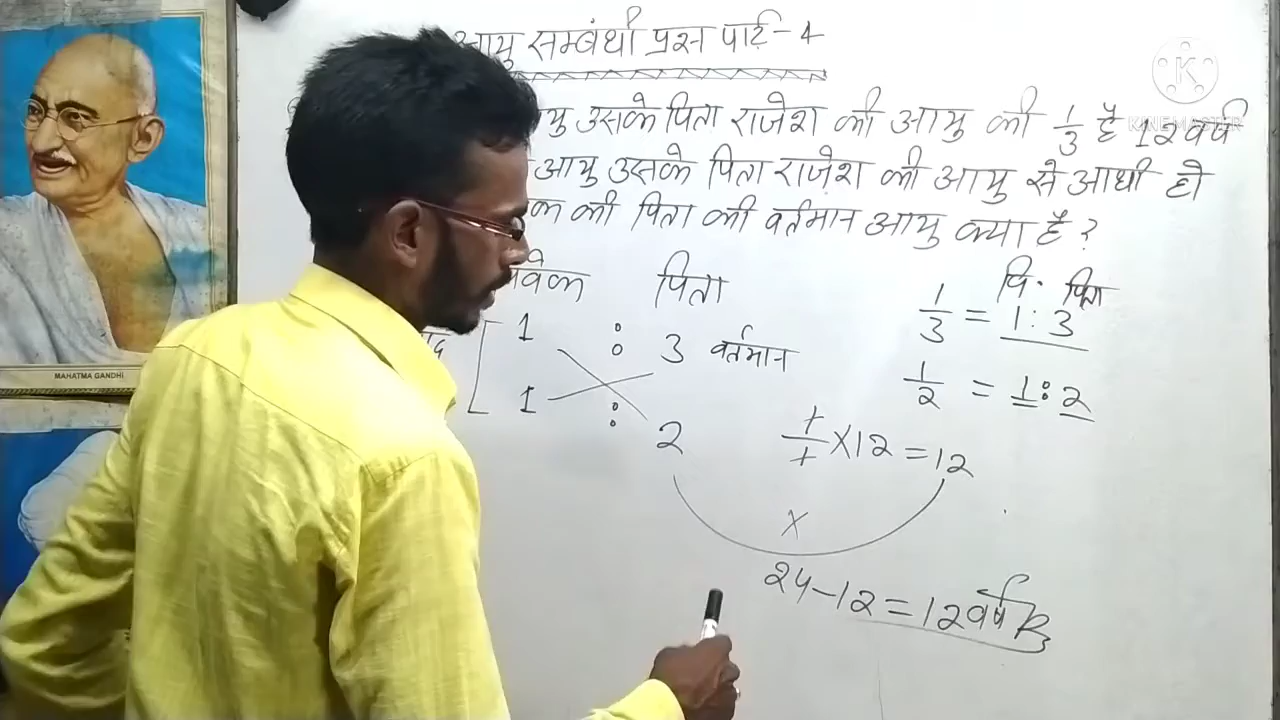 आयु सम्बंधी प्रश्न पार्ट-4
उसके पिता राजेश की आयु की 1/3 है 12 वर्ष
आयु उसके पिता राजेश की आयु से आधी हो
की पिता की वर्तमान आयु क्या है ?
पिता
1 : 3 वर्तमान
1 : 2
वि. पिता
1/3 = 1:3
1/2 = 1:2
1/1 X12 = 12
X
24-12 = 12 वर्ष
MAHATMA GANDHI
KINEMASTER
K